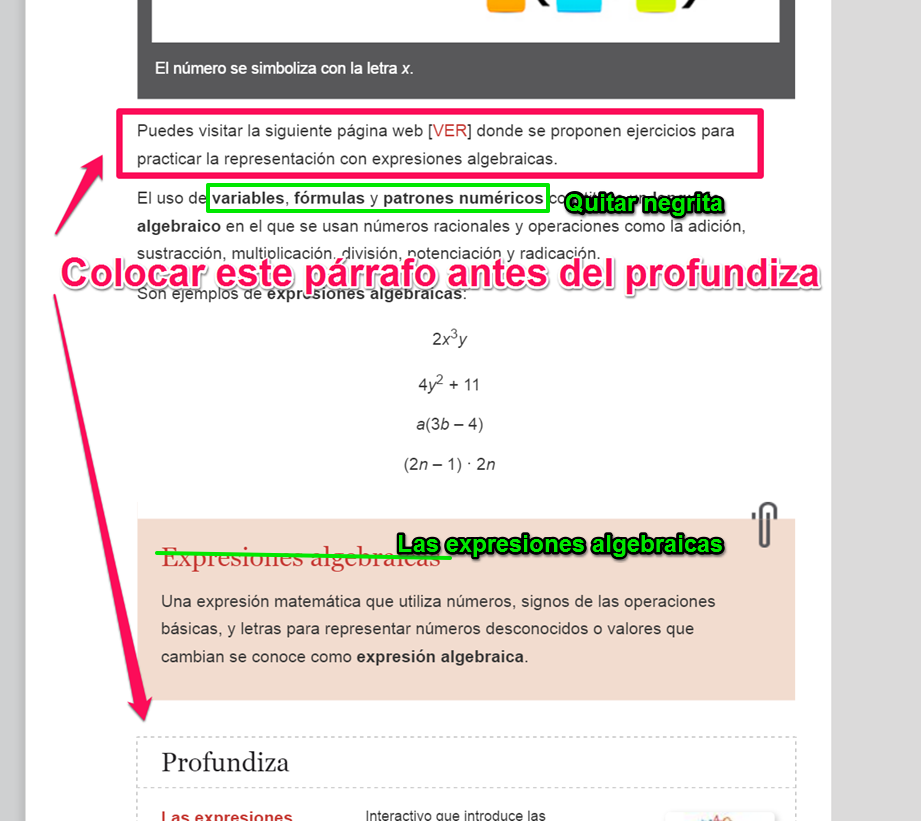 El número se simboliza con la letra x.
Puedes visitar la siguiente página web [VER] donde se proponen ejercicios para
practicar la representación con expresiones algebraicas.
El uso de variables, fórmulas y patrones numéricos
Quitar negrita
algebraico en el que se usan números racionales y operaciones como la adición,
sustracción, multiplicación, división, potenciación y radicación.
Colocar este párrafo antes del profundiza
Son ejemplos de expresiones algebraicas:
2x³y
4y² + 11
a(3b – 4)
(2n – 1) · 2n
Las expresiones algebraicas
Expresiones algebraicas
Una expresión matemática que utiliza números, signos de las operaciones
básicas, y letras para representar números desconocidos o valores que
cambian se conoce como expresión algebraica.
Profundiza
Las expresiones
Interactivo que introduce las